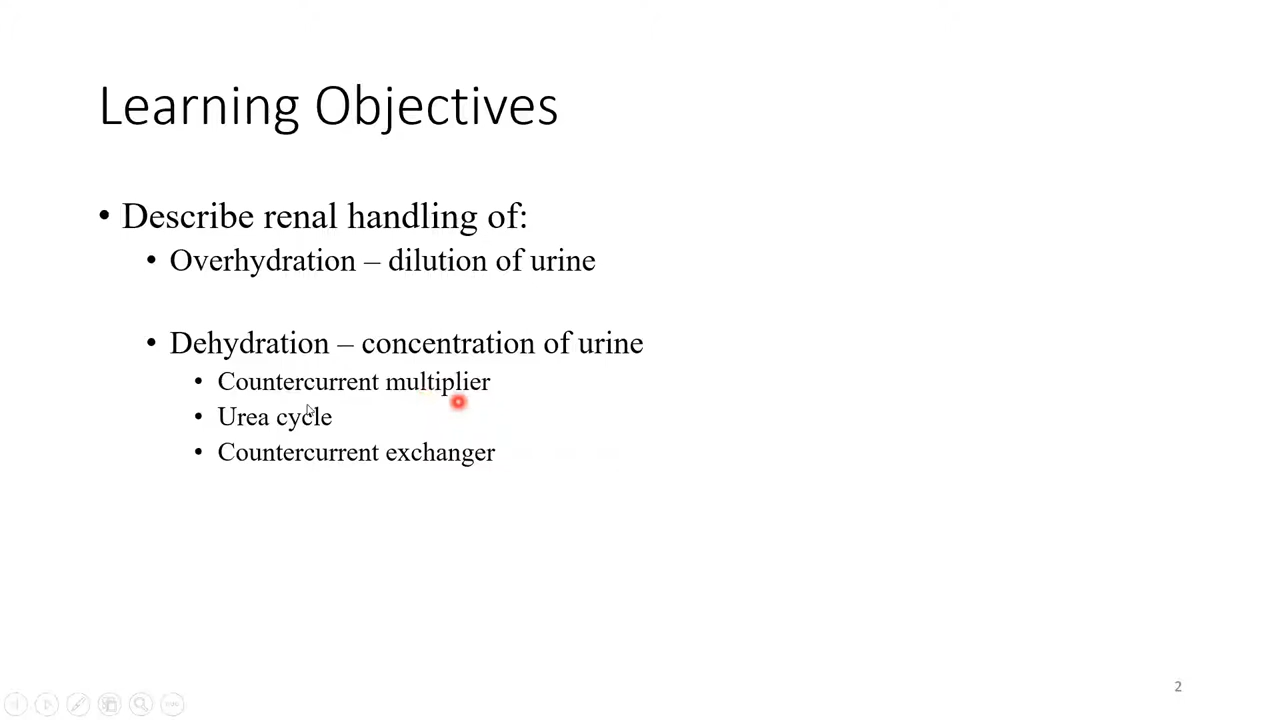 Learning Objectives
• Describe renal handling of:
• Overhydration – dilution of urine
• Dehydration – concentration of urine
• Countercurrent multiplier
• Urea cycle
• Countercurrent exchanger
2